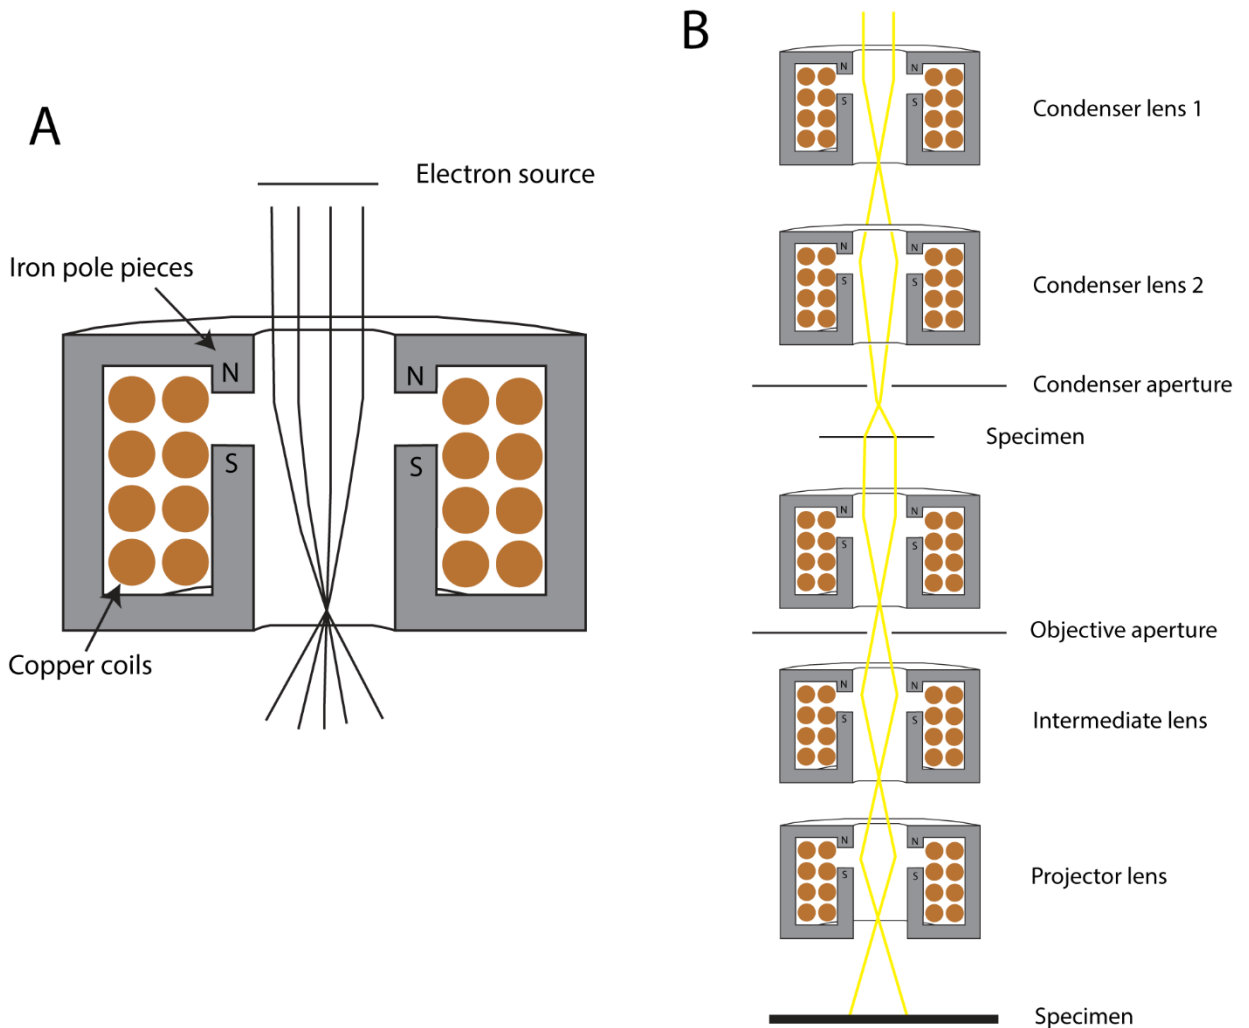 A
Electron source
Iron pole pieces
N N
S S
Copper coils
B
N N
S S
Condenser lens 1
N N
S S
Condenser lens 2
Condenser aperture
Specimen
N N
S S
Objective aperture
N N
S S
Intermediate lens
N N
S S
Projector lens
Specimen